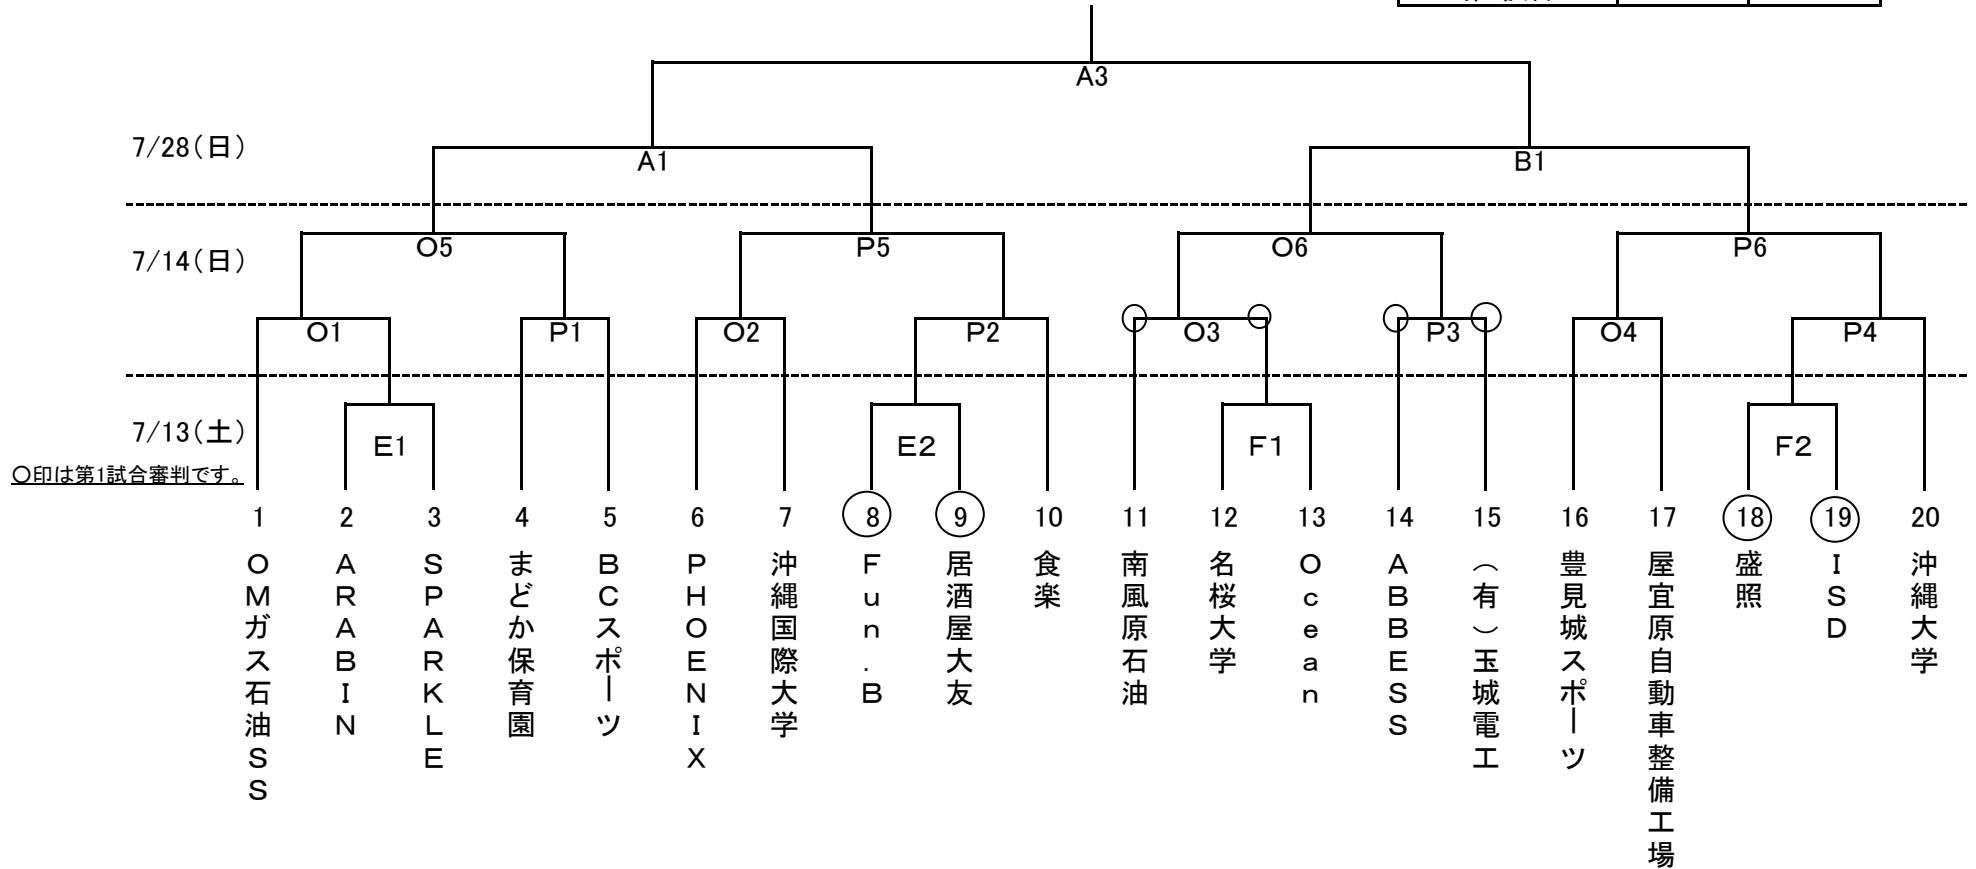 A3
7/28(日)
A1
B1
O5
P5
O6
P6
7/14(日)
O1
P1
O2
P2
O3
P3
O4
P4
7/13(土)
E1
E2
F1
F2
〇印は第1試合審判です。
1 2 3 4 5 6 7 8 9 10 11 12 13 14 15 16 17 18 19 20
OMガス石油SS
ARABIN
SPARKLE
まどか保育園
BCスポーツ
PHOENIX
沖縄国際大学
Fun.B
居酒屋大友
食楽
南風原石油
名桜大学
Ocean
ABBESS
(有)玉城電工
豊見城スポーツ
屋宜原自動車整備工場
盛照
ISD
沖縄大学